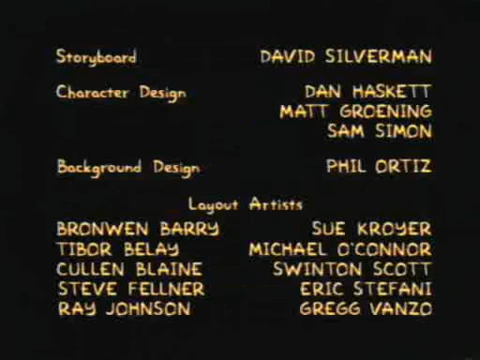 Storyboard DAVID SILVERMAN
Character Design DAN HASKETT
MATT GROENING
SAM SIMON
Background Design PHIL ORTIZ
Layout Artists
BRONWEN BARRY SUE KROYER
TIBOR BELAY MICHAEL O'CONNOR
CULLEN BLAINE SWINTON SCOTT
STEVE FELLNER ERIC STEFANI
RAY JOHNSON GREGG VANZO